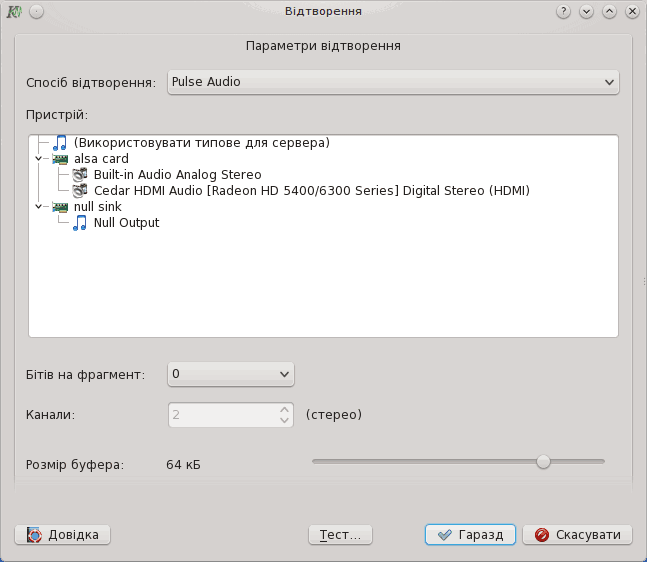 Відтворення
Параметри відтворення
Спосіб відтворення: Pulse Audio
Пристрій:
(Використовувати типове для сервера)
alsa card
Built-in Audio Analog Stereo
Cedar HDMI Audio [Radeon HD 5400/6300 Series] Digital Stereo (HDMI)
null sink
Null Output
Бітів на фрагмент: 0
Канали: 2 (стерео)
Розмір буфера: 64 кБ
Довідка Тест... Гаразд Скасувати